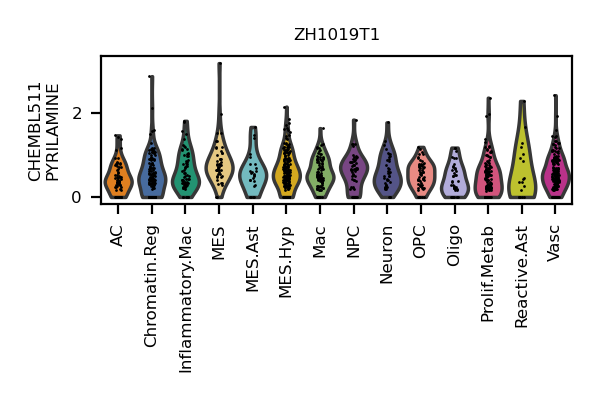 ZH1019T1
CHEMBL511
PYRILAMINE
2
0
AC
Chromatin.Reg
Inflammatory.Mac
MES
MES.Ast
MES.Hyp
Mac
NPC
Neuron
OPC
Oligo
Prolif.Metab
Reactive.Ast
Vasc